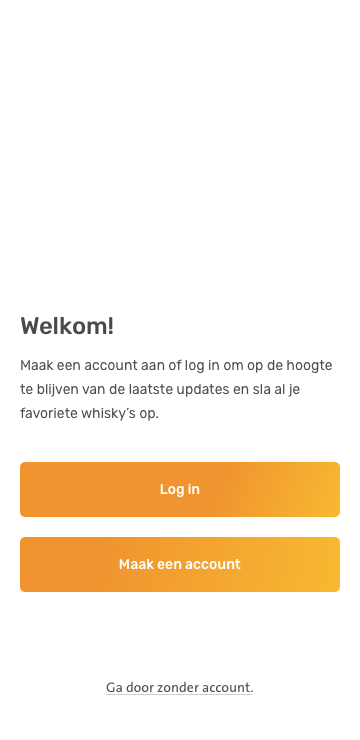 Welkom!
Maak een account aan of log in om op de hoogte
te blijven van de laatste updates en sla al je
favoriete whisky’s op.
Log in
Maak een account
Ga door zonder account.